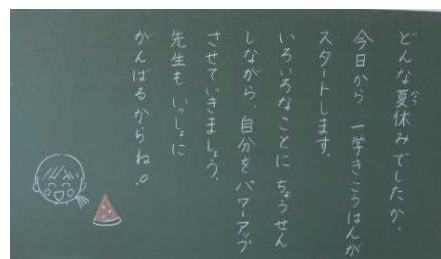 どんな夏休みでしたか。
今日から 一学きこうはんが
スタートします。
いろいろなことに ちょうせん
しながら、自分を パワーアップ
させていきましょう。
先生も いっしょに
がんばるからね!